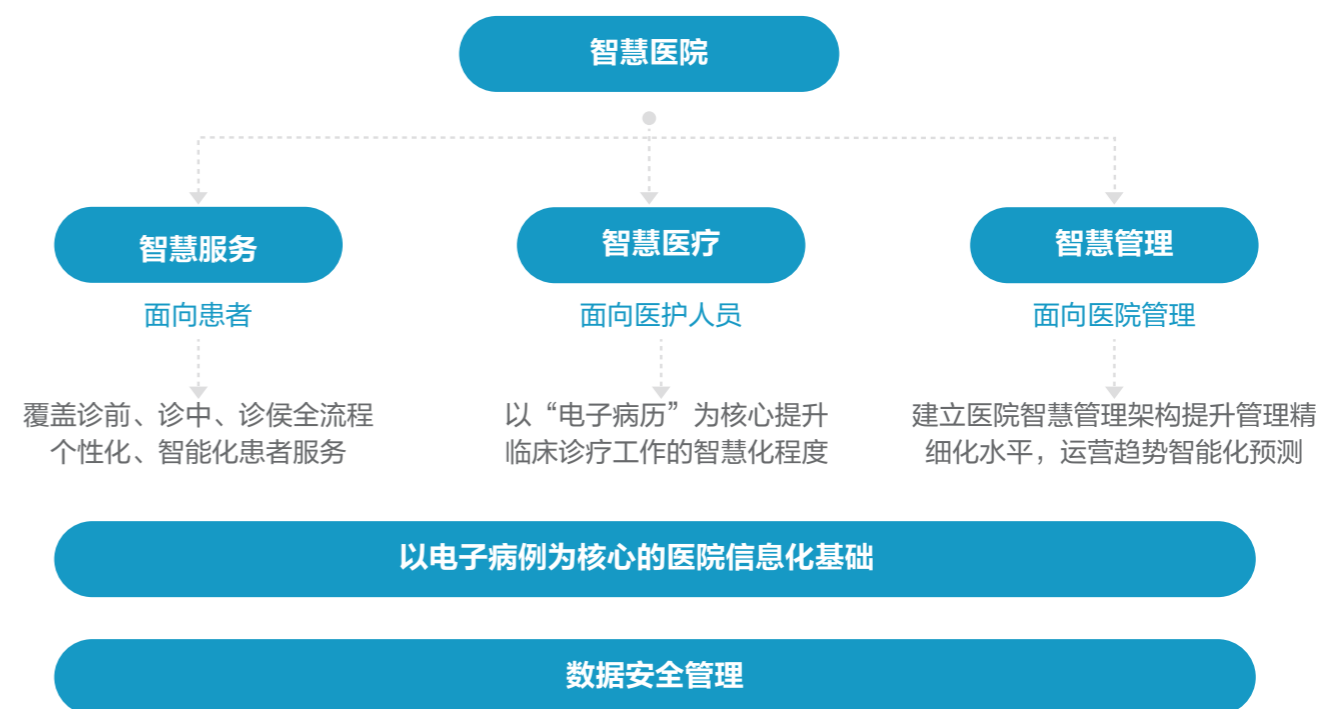 智慧医院
智慧服务
智慧医疗
智慧管理
面向患者
面向医护人员
面向医院管理
覆盖诊前、诊中、诊侯全流程
个性化、智能化患者服务
以“电子病历”为核心提升
临床诊疗工作的智慧化程度
建立医院智慧管理架构提升管理精
细化水平，运营趋势智能化预测
以电子病例为核心的医院信息化基础
数据安全管理